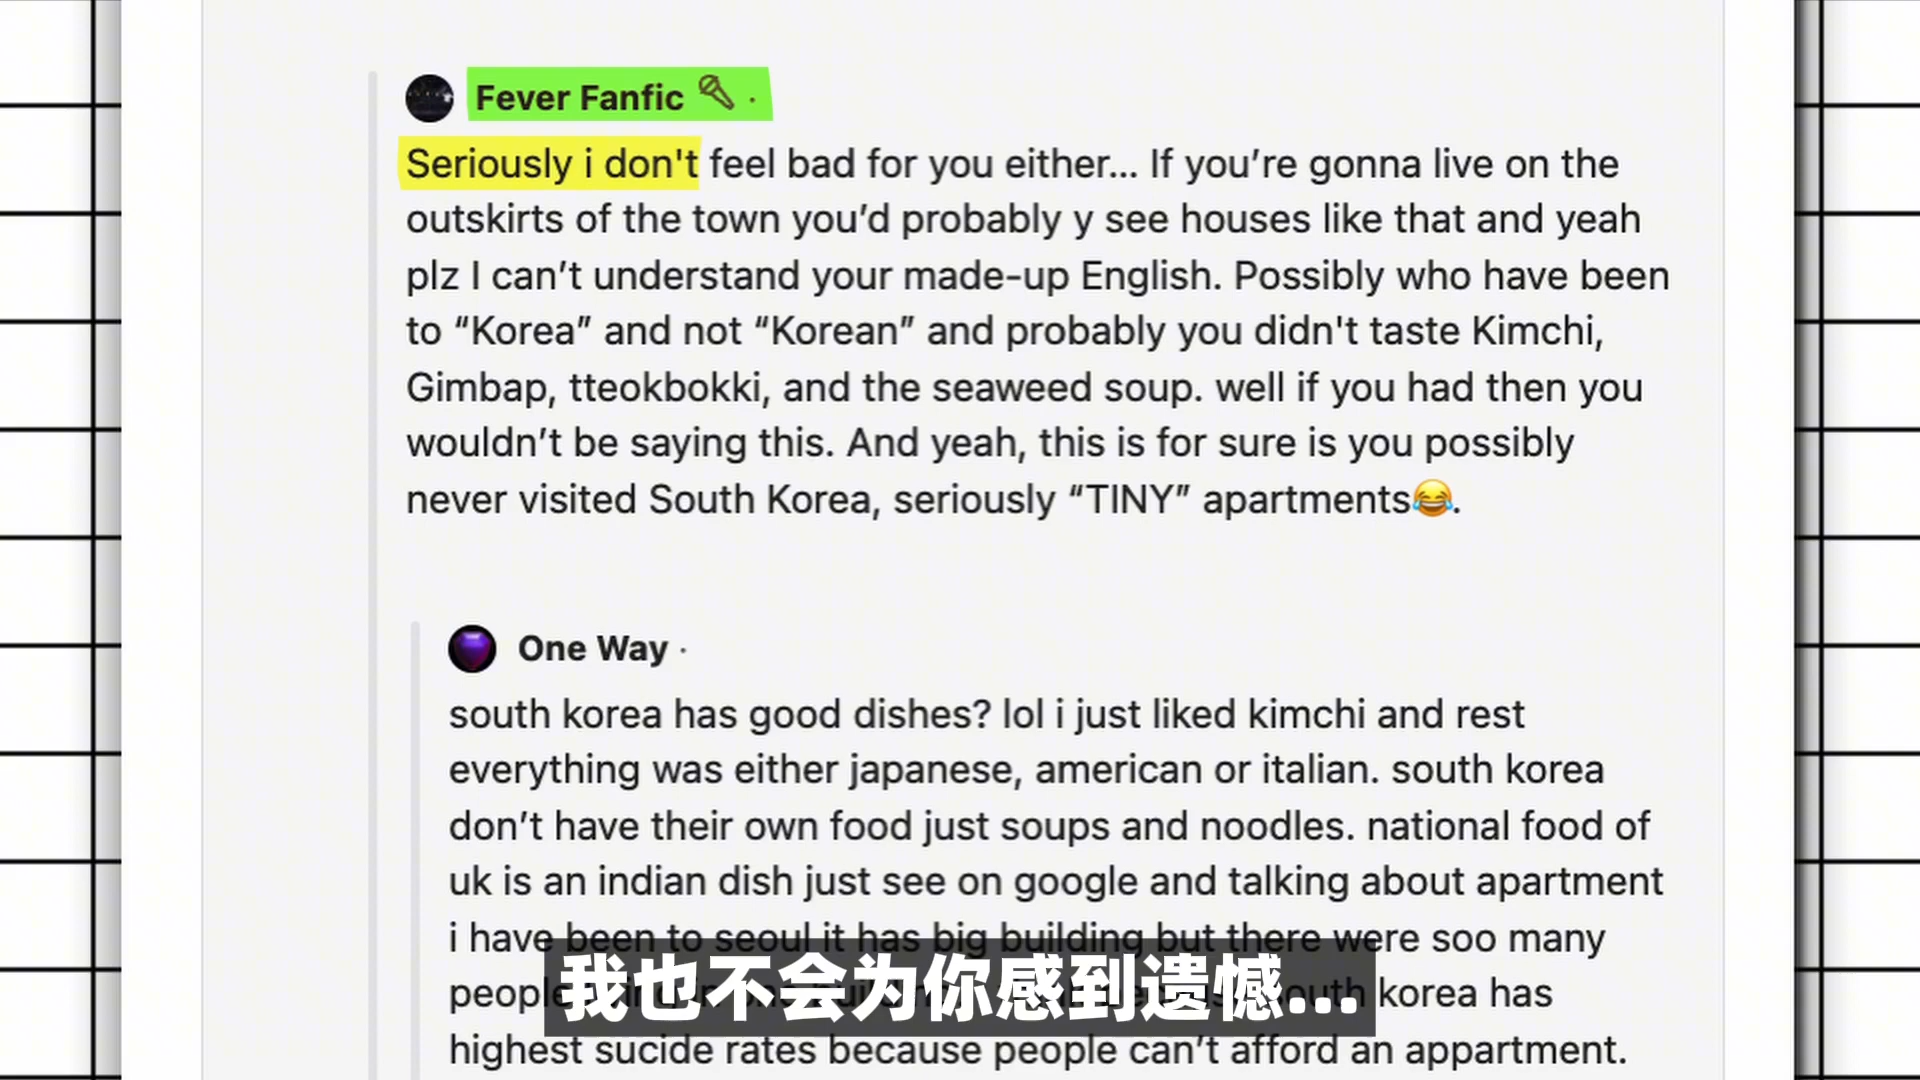 Fever Fanfic ·
Seriously i don't feel bad for you either... If you’re gonna live on the
outskirts of the town you’d probably y see houses like that and yeah
plz I can’t understand your made-up English. Possibly who have been
to “Korea” and not “Korean” and probably you didn't taste Kimchi,
Gimbap, tteokbokki, and the seaweed soup. well if you had then you
wouldn’t be saying this. And yeah, this is for sure is you possibly
never visited South Korea, seriously “TINY” apartments😂.
One Way ·
south korea has good dishes? lol i just liked kimchi and rest
everything was either japanese, american or italian. south korea
don’t have their own food just soups and noodles. national food of
uk is an indian dish just see on google and talking about apartment
i have been to seoul it has big building but there were soo many
people south korea has
highest sucide rates because people can’t afford an appartment.
我也不会为你感到遗憾...